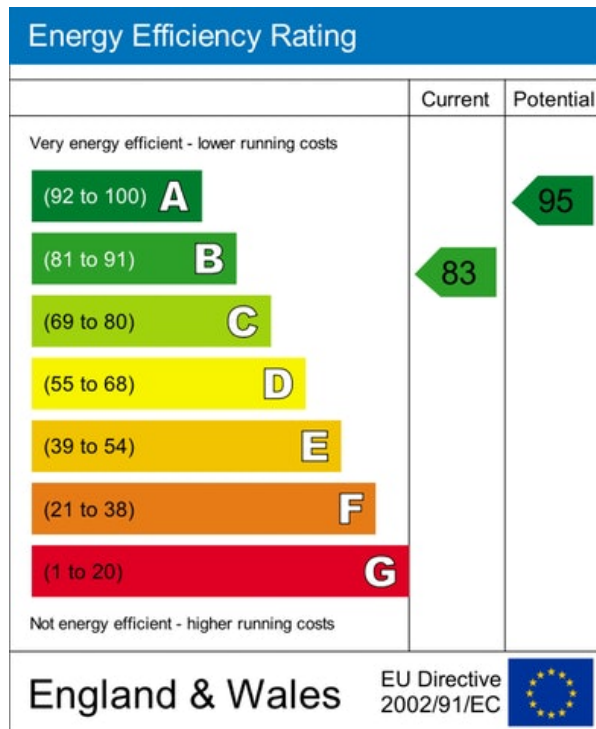 Energy Efficiency Rating
Current Potential
Very energy efficient - lower running costs
(92 to 100) A
95
(81 to 91) B
83
(69 to 80) C
(55 to 68) D
(39 to 54) E
(21 to 38) F
(1 to 20) G
Not energy efficient - higher running costs
England & Wales
EU Directive
2002/91/EC